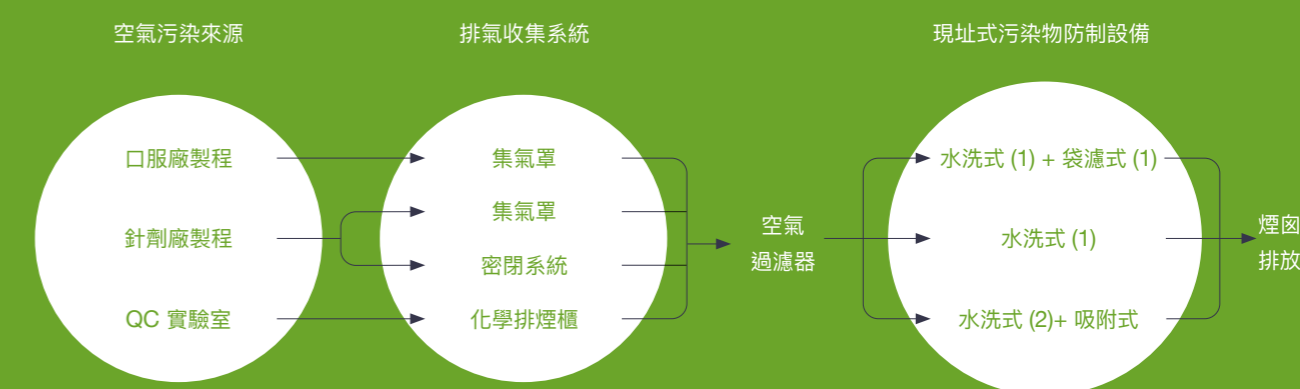 空氣污染來源
排氣收集系統
現址式污染物防制設備
口服廠製程
針劑廠製程
QC 實驗室
集氣罩
集氣罩
密閉系統
化學排煙櫃
空氣
過濾器
水洗式 (1) + 袋濾式 (1)
水洗式 (1)
水洗式 (2)+ 吸附式
煙囪
排放